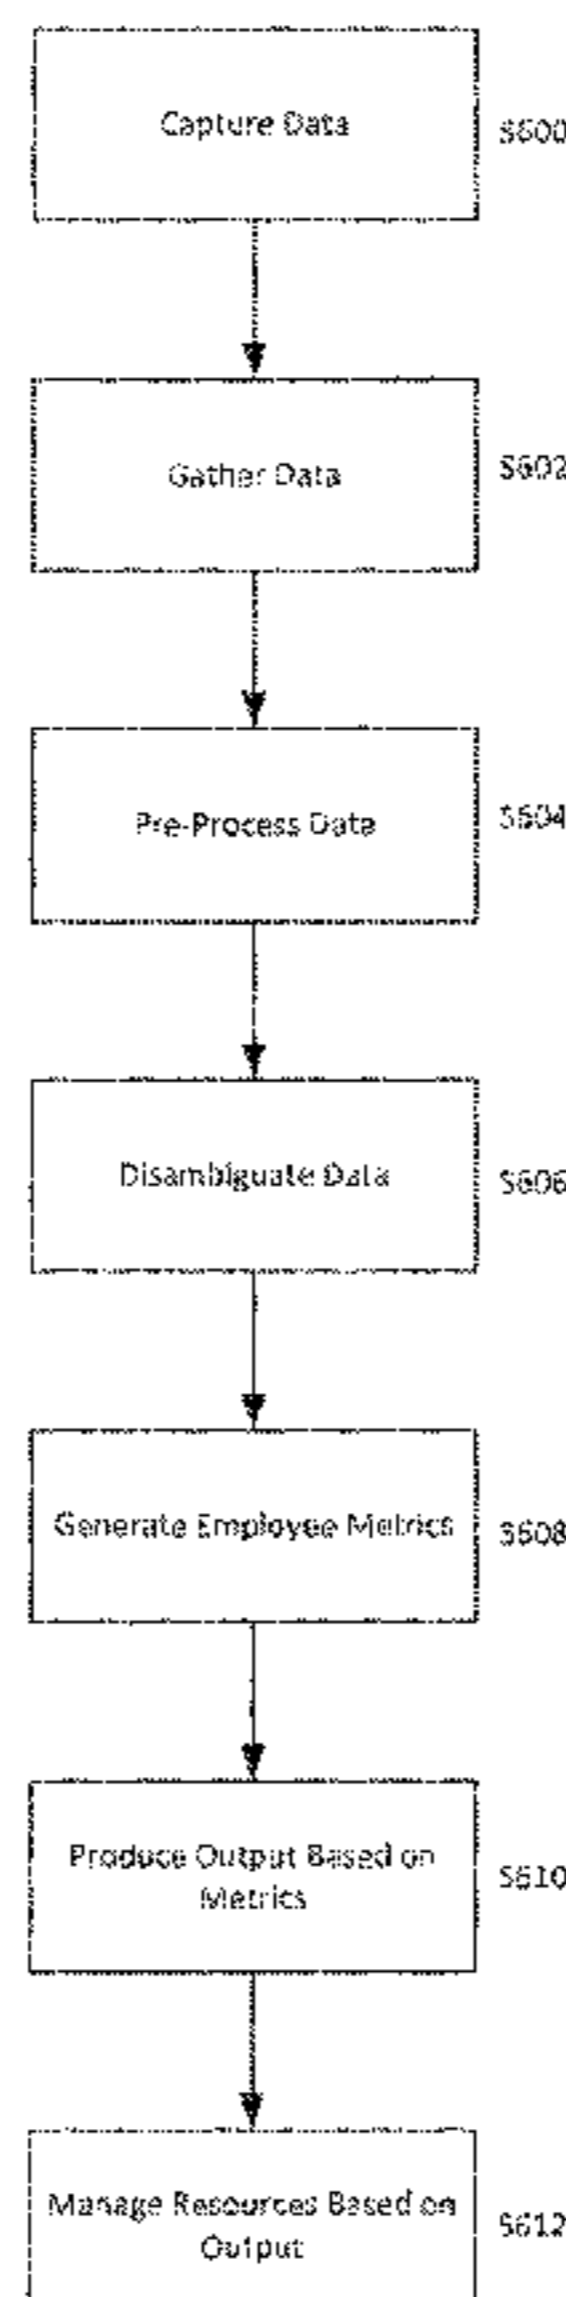 Capture Data
S600
Gather Data
S602
Pre-Process Data
S604
Disambiguate Data
S606
Generate Employee Metrics
S608
Produce Output Based on
Metrics
S610
Manage Resources Based on
Output
S612